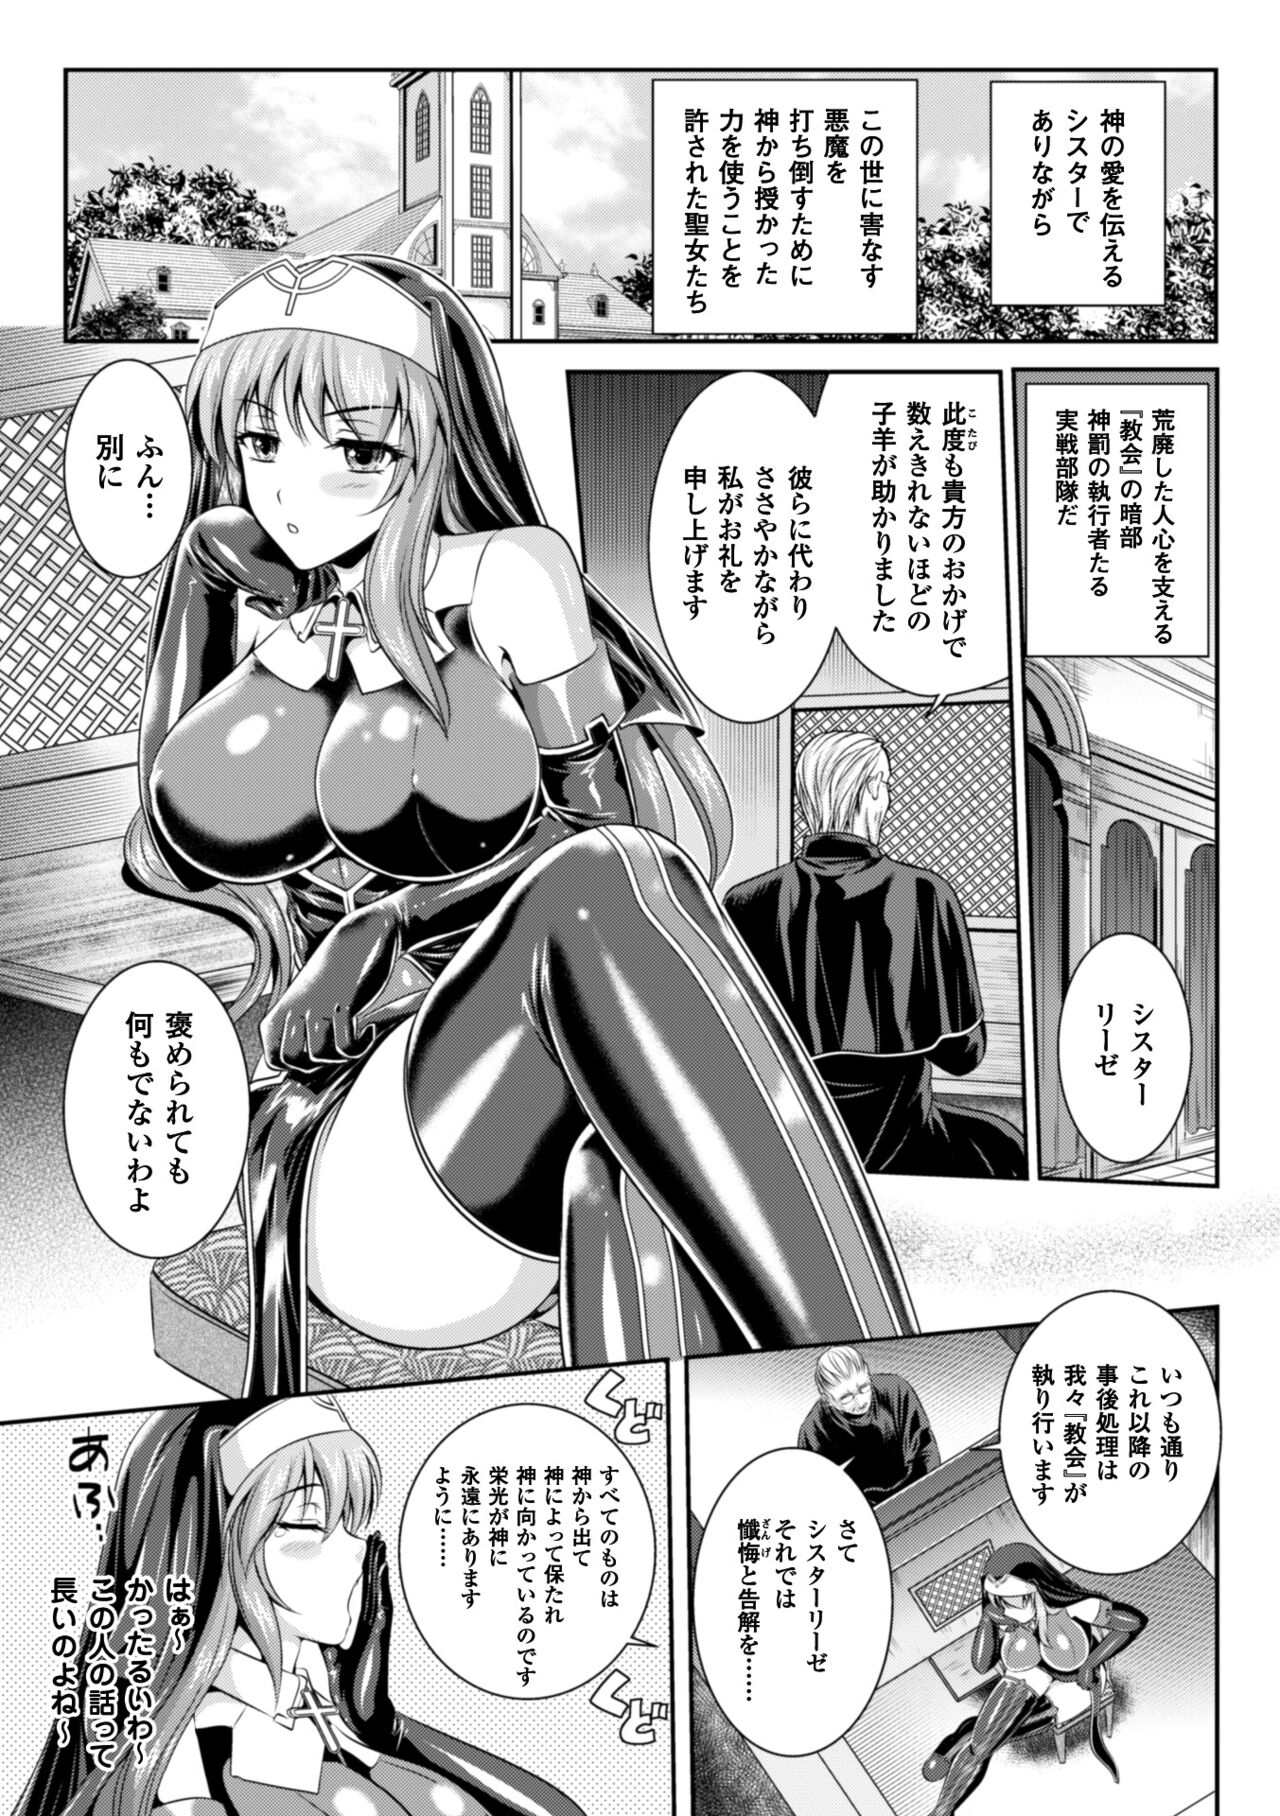 神の愛を伝える
シスターで
ありながら
この世に害なす
悪魔を
打ち倒すために
神から授かった
力を使うことを
許された聖女たち
荒廃した人心を支える
『教会』の暗部
神罰の執行者たる
実戦部隊だ
シスター
リーゼ
此度も貴方のおかげで
こたび
数えきれないほどの
子羊が助かりました
彼らに代わり
ささやかながら
私がお礼を
申し上げます
ふん…
別に
褒められても
何もでないわよ
いつも通り
これ以降の
事後処理は
我々『教会』が
執り行います
さて
シスターリーゼ
それでは
懺悔と告解を……
ざんげ
くど
すべてのものは
神から出て
神によって保たれ
神に向かっているのです
栄光が神に
永遠にあります
ように……
くど
あふ…
はぁ～
かったるいわ～
この人の話って
長いのよね～